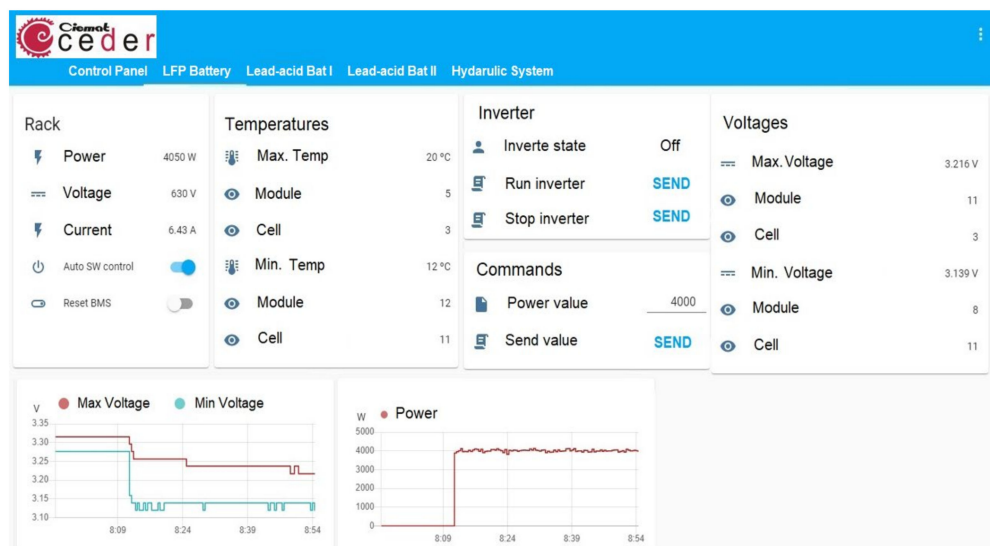 Ciemat
ceder
Control Panel LFP Battery Lead-acid Bat I Lead-acid Bat II Hydarulic System
Rack
Power 4050 W
Voltage 630 V
Current 6.43 A
Auto SW control
Reset BMS
Temperatures
Max. Temp 20 ºC
Module 5
Cell 3
Min. Temp 12 ºC
Module 12
Cell 11
Inverter
Inverte state Off
Run inverter SEND
Stop inverter SEND
Commands
Power value 4000
Send value SEND
Voltages
Max. Voltage 3.216 V
Module 11
Cell 3
Min. Voltage 3.139 V
Module 8
Cell 11
V Max Voltage Min Voltage
3.35
3.30
3.25
3.20
3.15
3.10
8:09 8:24 8:39 8:54
W Power
5000
4000
3000
2000
1000
0
8:09 8:24 8:39 8:54